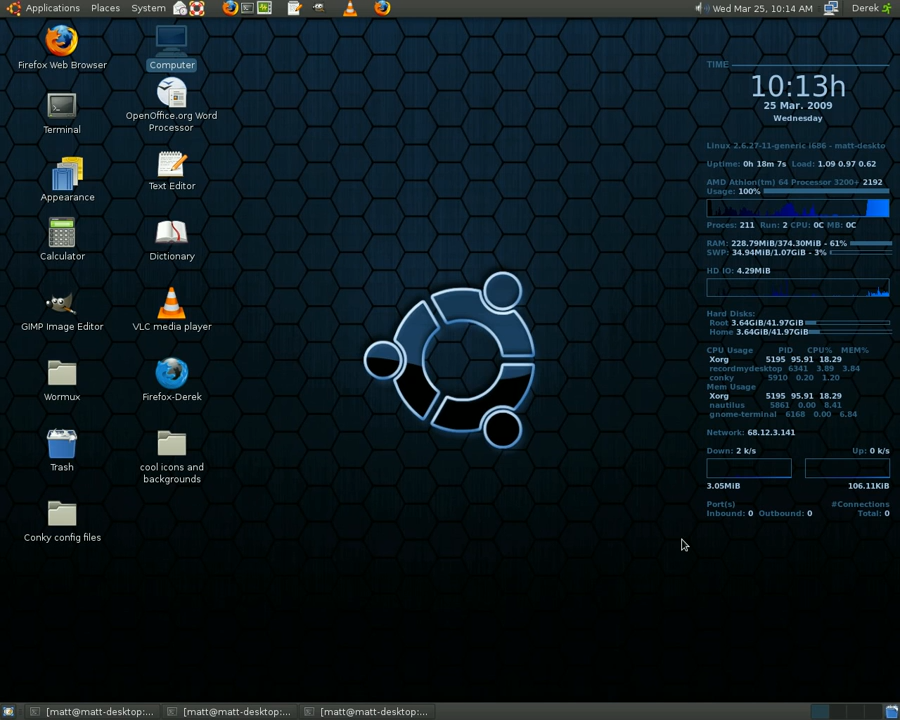 Applications Places System
Wed Mar 25, 10:14 AM Derek
Firefox Web Browser
Computer
Terminal
OpenOffice.org Word
Processor
Appearance
Text Editor
Calculator
Dictionary
GIMP Image Editor
VLC media player
Wormux
Firefox-Derek
Trash
cool icons and
backgrounds
Conky config files
TIME
10:13h
25 Mar. 2009
Wednesday
Linux 2.6.27-11-generic i686 - matt-deskto
Uptime: 0h 18m 7s Load: 1.09 0.97 0.62
AMD Athlon(tm) 64 Processor 3200+ 2192
Usage: 100%
Proces: 211 Run: 2 CPU: 0C MB: 0C
RAM: 228.79MiB/374.30MiB - 61%
SWP: 34.94MiB/1.07GiB - 3%
HD IO: 4.29MiB
Hard Disks:
Root 3.64GiB/41.97GiB
Home 3.64GiB/41.97GiB
CPU Usage PID CPU% MEM%
Xorg 5195 95.91 18.29
recordmydesktop 6341 3.89 3.84
conky 5910 0.20 1.20
Mem Usage
Xorg 5195 95.91 18.29
nautilus 5861 0.00 8.41
gnome-terminal 6168 0.00 6.84
Network: 68.12.3.141
Down: 2 k/s Up: 0 k/s
3.05MiB 106.11KiB
Port(s) #Connections
Inbound: 0 Outbound: 0 Total: 0
[matt@matt-desktop:... [matt@matt-desktop:... [matt@matt-desktop:...